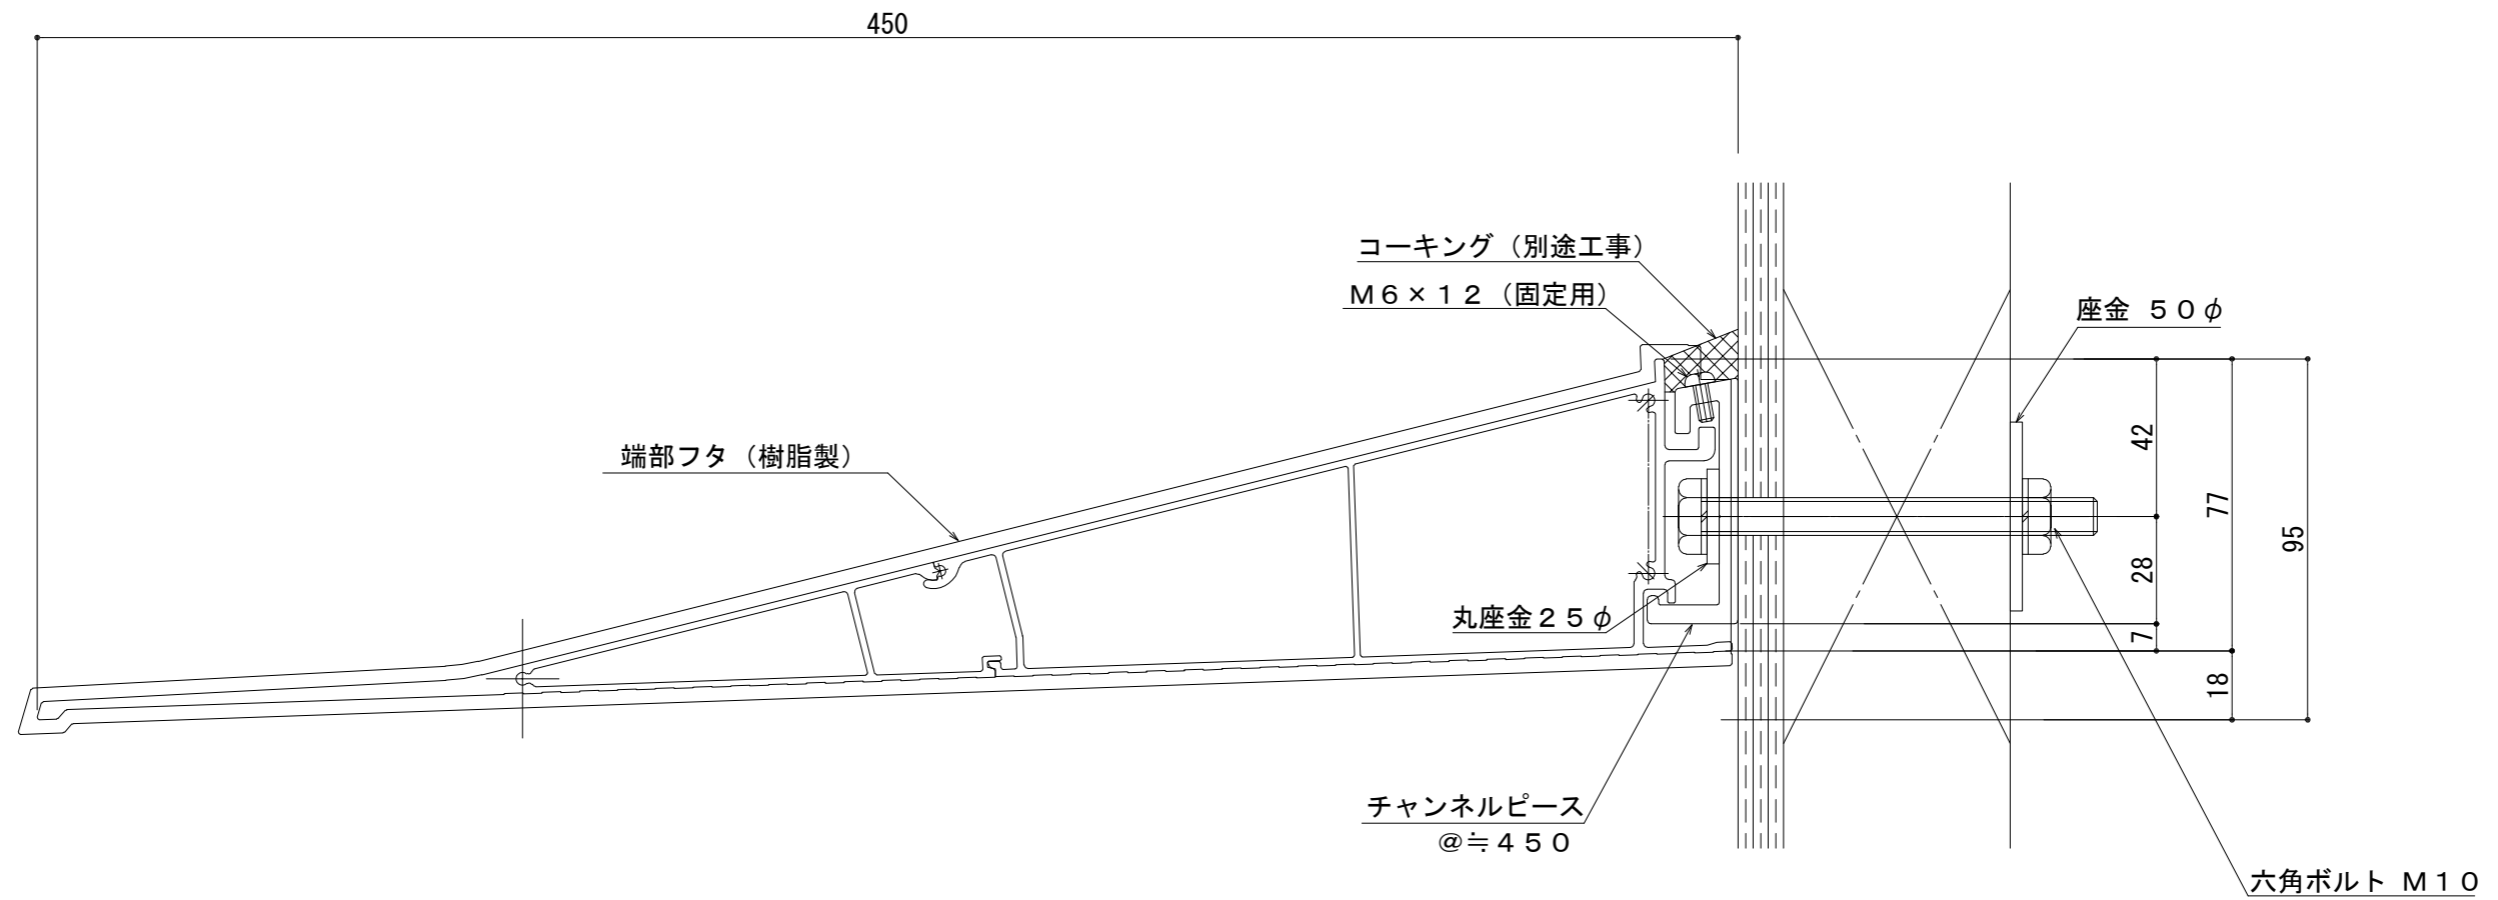 450
コーキング（別途工事）
Ｍ６×１２（固定用）
座金 ５０φ
端部フタ（樹脂製）
42
77
95
28
丸座金２５φ
7
18
チャンネルピース
＠≒４５０
六角ボルト Ｍ１０